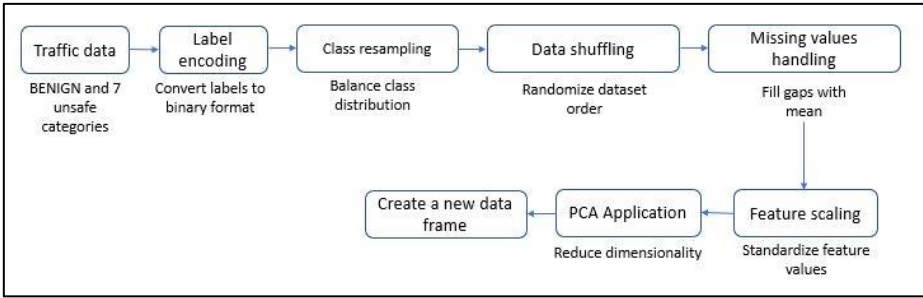 Traffic data
BENIGN and 7
unsafe
categories
Label
encoding
Convert labels to
binary format
Class resampling
Balance class
distribution
Data shuffling
Randomize dataset
order
Missing values
handling
Fill gaps with
mean
Feature scaling
Standardize feature
values
PCA Application
Reduce dimensionality
Create a new data
frame